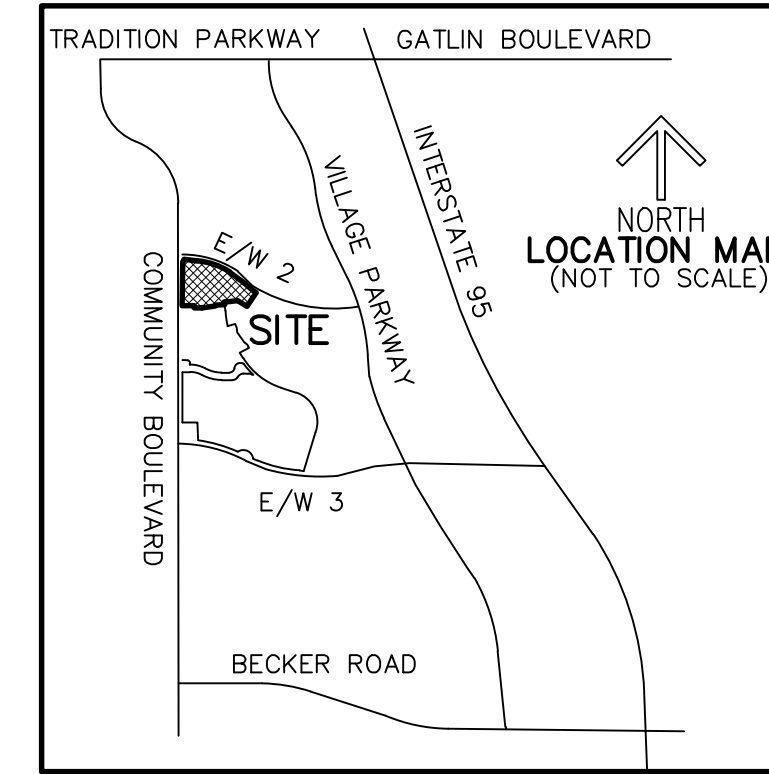 TRADITION PARKWAY
GATLIN BOULEVARD
INTERSTATE 95
VILLAGE PARKWAY
NORTH
LOCATION MA
(NOT TO SCALE)
E/W 2
SITE
COMMUNITY BOULEVARD
E/W 3
BECKER ROAD